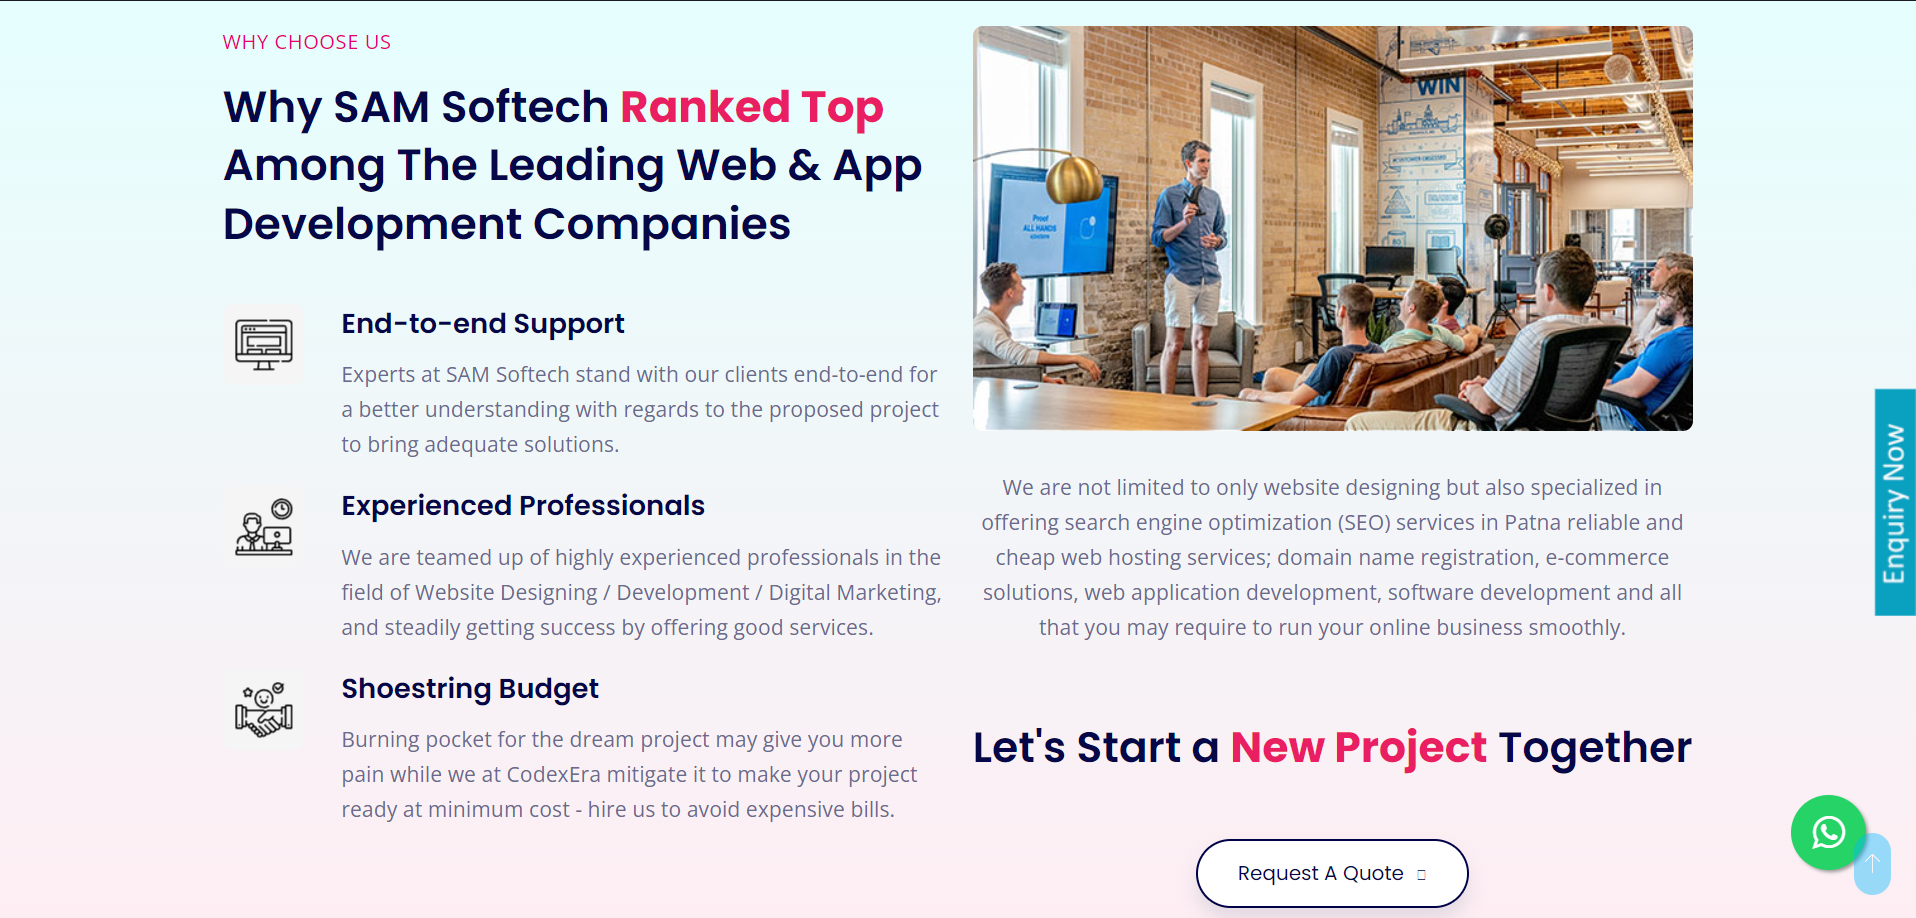 WHY CHOOSE US
Why SAM Softech Ranked Top
Among The Leading Web & App
Development Companies
End-to-end Support
Experts at SAM Softech stand with our clients end-to-end for
a better understanding with regards to the proposed project
to bring adequate solutions.
Experienced Professionals
We are teamed up of highly experienced professionals in the
field of Website Designing / Development / Digital Marketing,
and steadily getting success by offering good services.
Shoestring Budget
Burning pocket for the dream project may give you more
pain while we at CodexEra mitigate it to make your project
ready at minimum cost - hire us to avoid expensive bills.
WIN
Proof
ALL HANDS
We are not limited to only website designing but also specialized in
offering search engine optimization (SEO) services in Patna reliable and
cheap web hosting services; domain name registration, e-commerce
solutions, web application development, software development and all
that you may require to run your online business smoothly.
Let's Start a New Project Together
Request A Quote
Enquiry Now